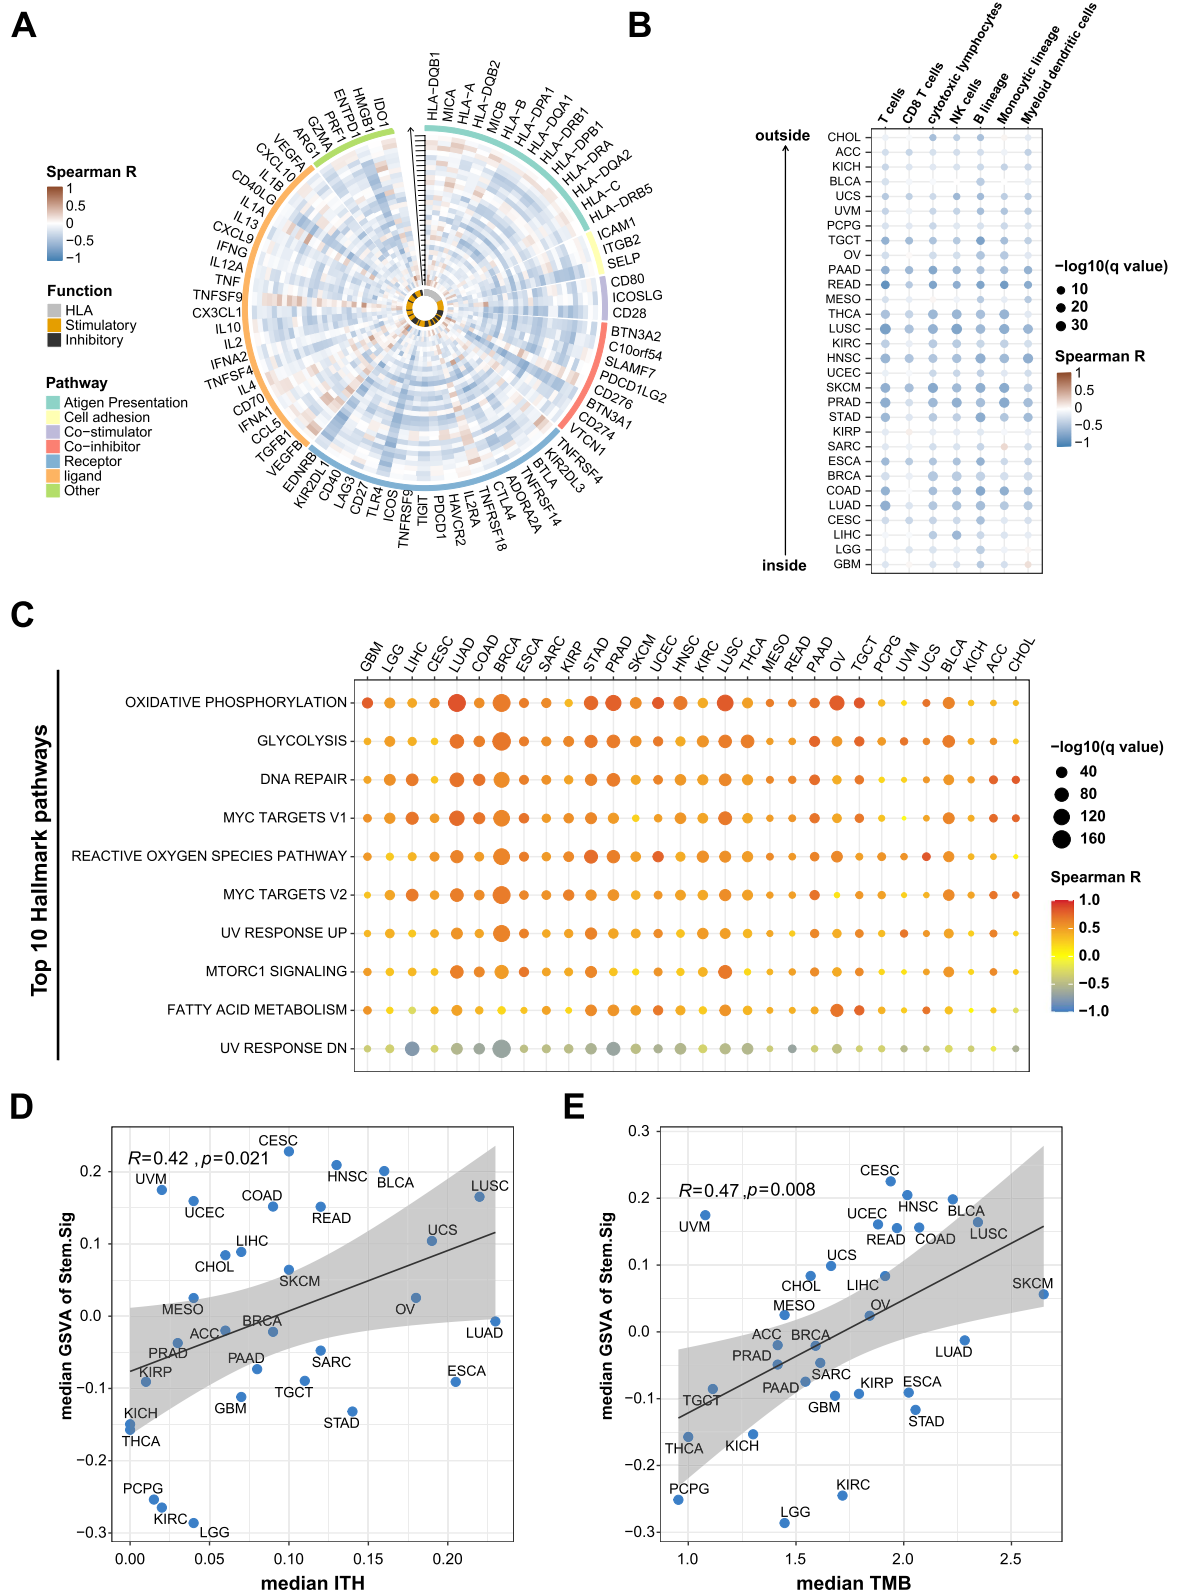 A
HLA−DQB1
MICA
HLA−A
HLA−DQB2
MICB
HLA−B
HLA−DPA1
HLA−DQA1
HLA−DRB1
HLA−DPB1
HLA−DRA
HLA−DQA2
HLA−C
HLA−DRB5
ICAM1
ITGB2
SELP
CD80
ICOSLG
CD28
BTN3A2
C10orf54
SLAMF7
PDCD1LG2
CD276
BTN3A1
CD274
VTCN1
TNFRSF4
KIR2DL3
BTLA
TNFRSF14
ADORA2A
CTLA4
TNFRSF18
IL2RA
HAVCR2
PDCD1
TIGIT
TNFRSF9
ICOS
TLR4
CD27
LAG3
CD40
KIR2DL1
EDNRB
VEGFB
TGFB1
CCL5
IFNA1
CD70
IL4
TNFSF4
IFNA2
IL2
IL10
CX3CL1
TNFSF9
TNF
IL12A
IFNG
CXCL9
IL13
IL1A
CD40LG
IL1B
CXCL10
VEGFA
ARG1
GZMA
PRF1
ENTPD1
HMGB1
IDO1
Spearman R
1
0.5
0
−0.5
−1
Function
HLA
Stimulatory
Inhibitory
Pathway
Atigen Presentation
Cell adhesion
Co−stimulator
Co−inhibitor
Receptor
ligand
Other
B
T cells
CD8 T cells
cytotoxic lymphocytes
NK cells
B lineage
Monocytic lineage
Myeloid dendritic cells
outside
inside
CHOL
ACC
KICH
BLCA
UCS
UVM
PCPG
TGCT
OV
PAAD
READ
MESO
THCA
LUSC
KIRC
HNSC
UCEC
SKCM
PRAD
STAD
KIRP
SARC
ESCA
BRCA
COAD
LUAD
CESC
LIHC
LGG
GBM
−log10(q value)
10
20
30
Spearman R
1
0.5
0
−0.5
−1
C
GBM LGG LIHC CESC LUAD COAD BRCA ESCA SARC KIRP STAD PRAD SKCM UCEC HNSC KIRC LUSC THCA MESO READ PAAD OV TGCT PCPG UVM UCS BLCA KICH ACC CHOL
Top 10 Hallmark pathways
OXIDATIVE PHOSPHORYLATION
GLYCOLYSIS
DNA REPAIR
MYC TARGETS V1
REACTIVE OXYGEN SPECIES PATHWAY
MYC TARGETS V2
UV RESPONSE UP
MTORC1 SIGNALING
FATTY ACID METABOLISM
UV RESPONSE DN
−log10(q value)
40
80
120
160
Spearman R
1.0
0.5
0.0
−0.5
−1.0
D
R=0.42 , p=0.021
median GSVA of Stem.Sig
0.2
0.1
0.0
−0.1
−0.2
−0.3
CESC
HNSC
BLCA
LUSC
UVM
UCEC
COAD
READ
UCS
LIHC
CHOL
SKCM
MESO
OV
BRCA
ACC
LUAD
PRAD
PAAD
SARC
KIRP
TGCT
ESCA
GBM
STAD
KICH
THCA
PCPG
KIRC
LGG
0.00 0.05 0.10 0.15 0.20
median ITH
E
R=0.47 ,p=0.008
median GSVA of Stem.Sig
0.3
0.2
0.1
0.0
−0.1
−0.2
−0.3
CESC
HNSC
BLCA
UVM
UCEC
READ
COAD
LUSC
UCS
CHOL
LIHC
SKCM
MESO
OV
ACC
BRCA
LUAD
PRAD
SARC
PAAD
TGCT
GBM
KIRP
ESCA
STAD
THCA
KICH
PCPG
KIRC
LGG
1.0 1.5 2.0 2.5
median TMB